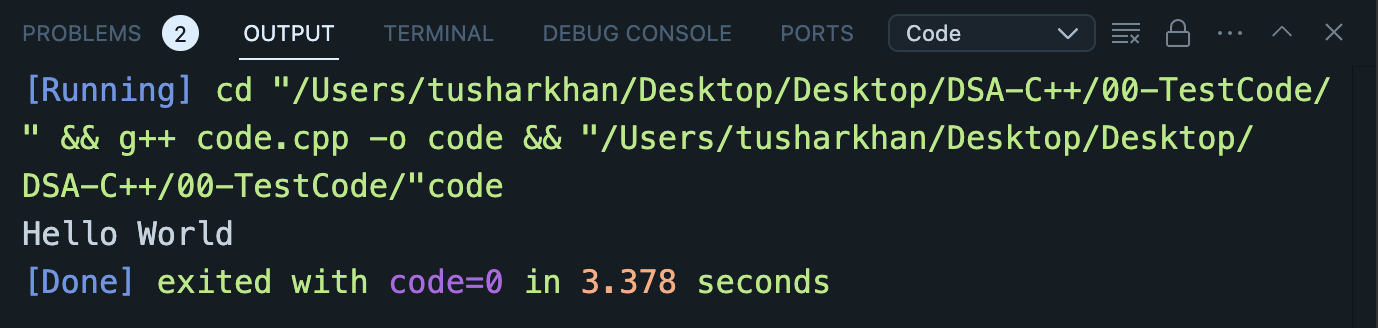 PROBLEMS 2 OUTPUT TERMINAL DEBUG CONSOLE PORTS Code
[Running] cd "/Users/tusharkhan/Desktop/Desktop/DSA-C++/00-TestCode/
" && g++ code.cpp -o code && "/Users/tusharkhan/Desktop/Desktop/
DSA-C++/00-TestCode/"code
Hello World
[Done] exited with code=0 in 3.378 seconds